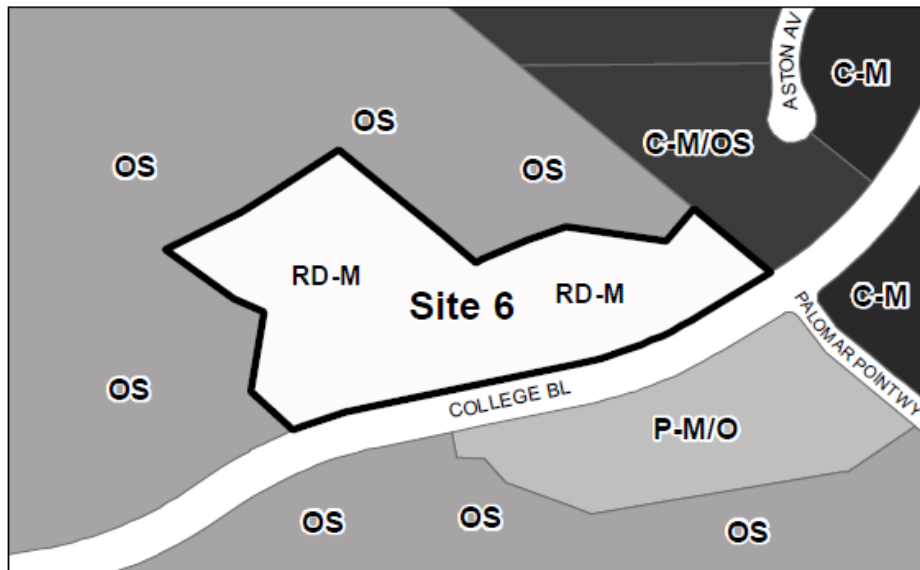 ASTON AV
C-M
OS
C-M/OS
OS
OS
RD-M
RD-M
Site 6
C-M
PALOMAR POINT WY
OS
COLLEGE BL
P-M/O
OS
OS
OS